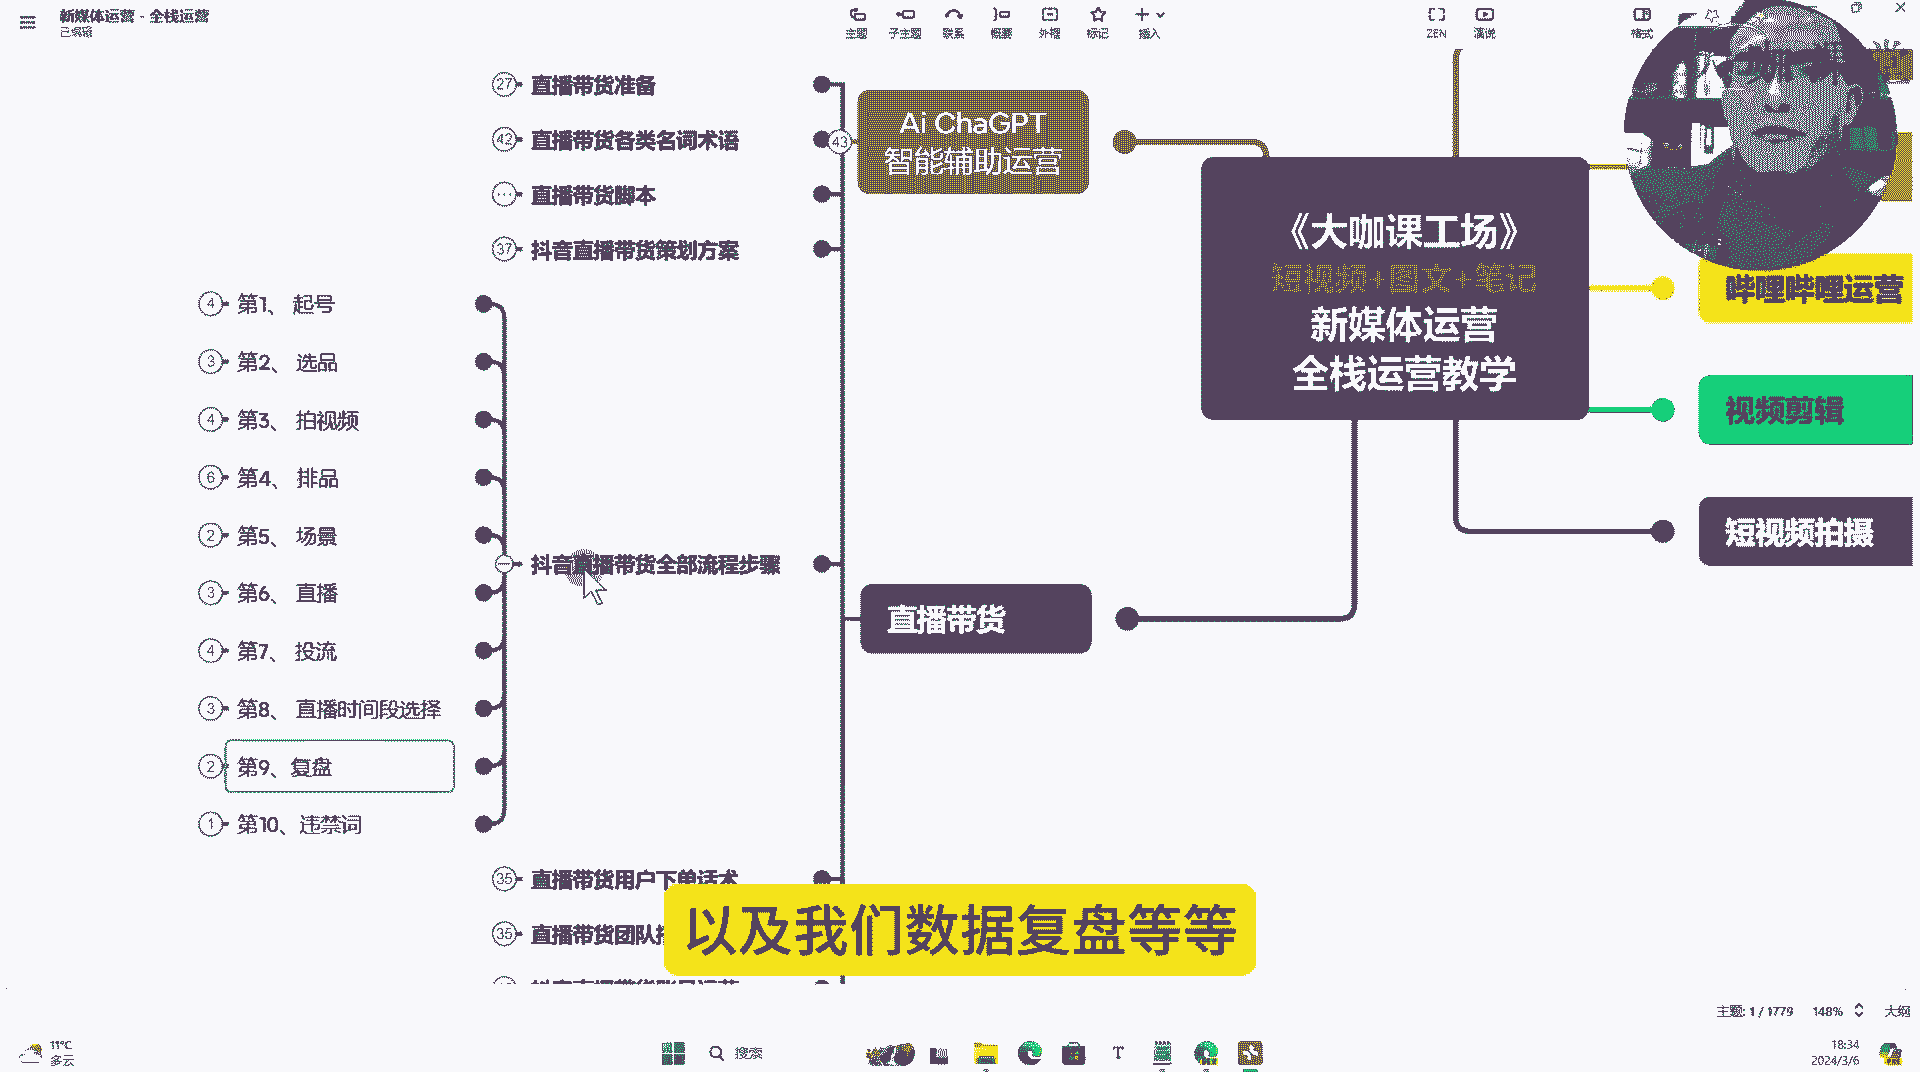 新媒体运营 - 全栈运营
已编辑
主题
子主题
联系
概要
外框
标记
插入
ZEN
演说
格式
27
直播带货准备
42
直播带货各类名词术语
直播带货脚本
37
抖音直播带货策划方案
43
Ai ChaGPT
智能辅助运营
《大咖课工场》
短视频+图文+笔记
新媒体运营
全栈运营教学
哔哩哔哩运营
视频剪辑
短视频拍摄
直播带货
抖音直播带货全部流程步骤
4
第1、 起号
3
第2、 选品
4
第3、 拍视频
6
第4、 排品
2
第5、 场景
3
第6、 直播
4
第7、 投流
3
第8、 直播时间段选择
2
第9、复盘
1
第10、违禁词
35
直播带货用户下单话术
35
直播带货团队
以及我们数据复盘等等
主题: 1 / 1779
148%
大纲
11°C
多云
搜索
18:34
2024/3/6